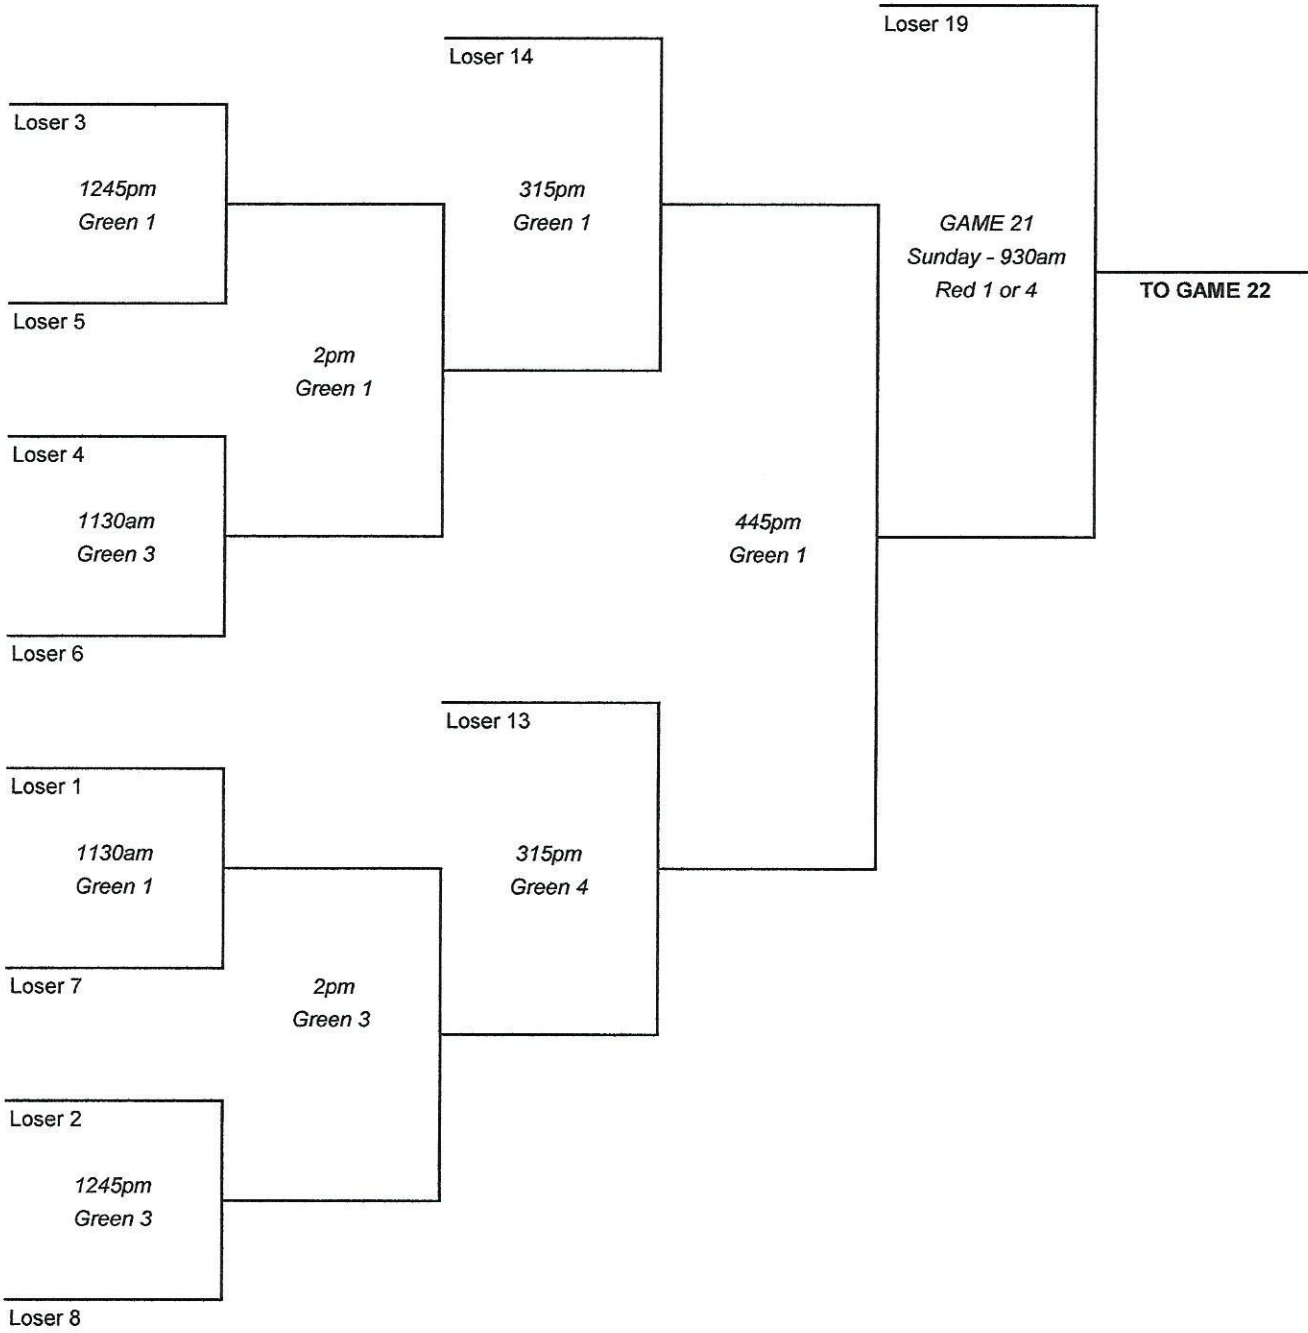 Loser 19
Loser 14
Loser 3
1245pm
Green 1
315pm
Green 1
GAME 21
Sunday - 930am
Red 1 or 4
TO GAME 22
Loser 5
2pm
Green 1
Loser 4
1130am
Green 3
445pm
Green 1
Loser 6
Loser 13
Loser 1
1130am
Green 1
315pm
Green 4
Loser 7
2pm
Green 3
Loser 2
1245pm
Green 3
Loser 8